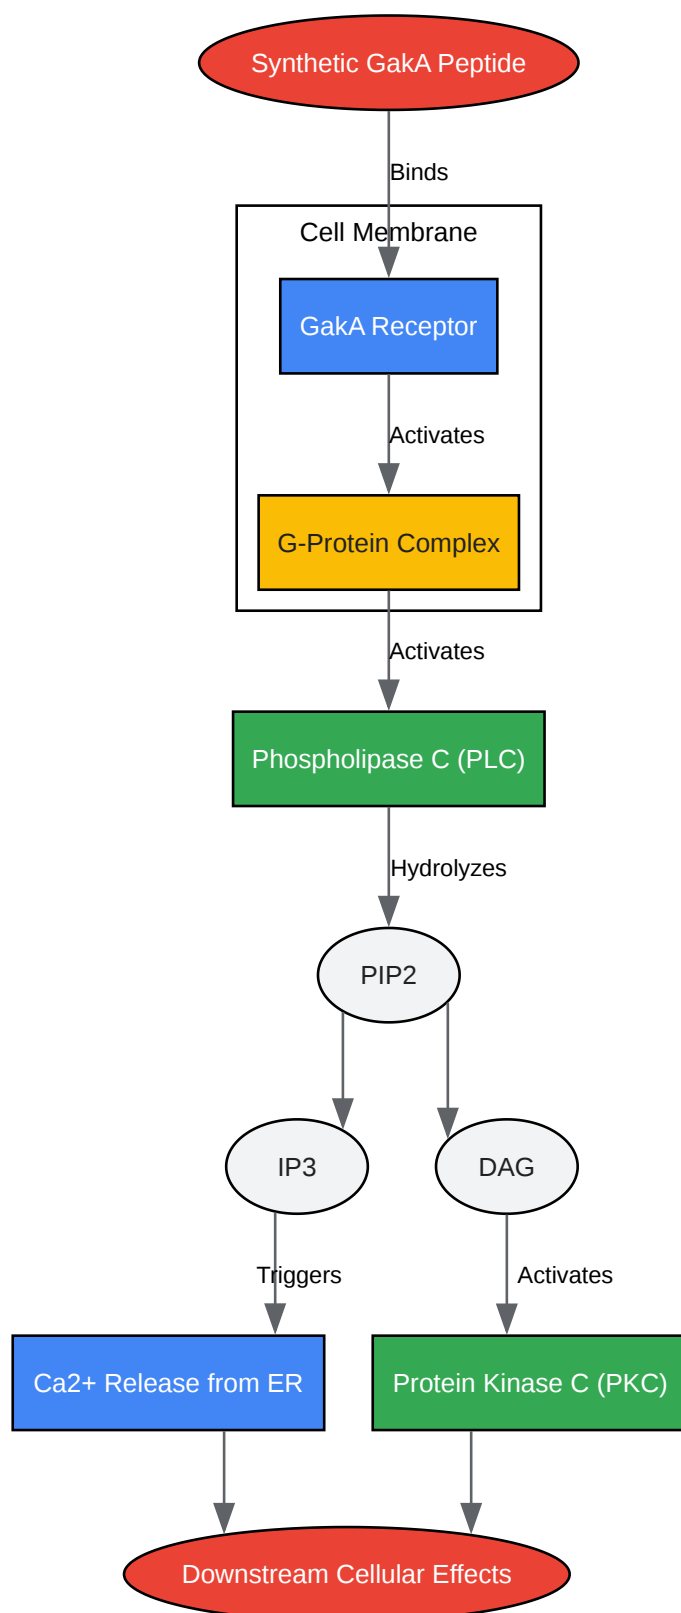 Synthetic GakA Peptide
Binds
Cell Membrane
GakA Receptor
Activates
G-Protein Complex
Activates
Phospholipase C (PLC)
Hydrolyzes
PIP2
IP3
DAG
Triggers
Activates
Ca2+ Release from ER
Protein Kinase C (PKC)
Downstream Cellular Effects